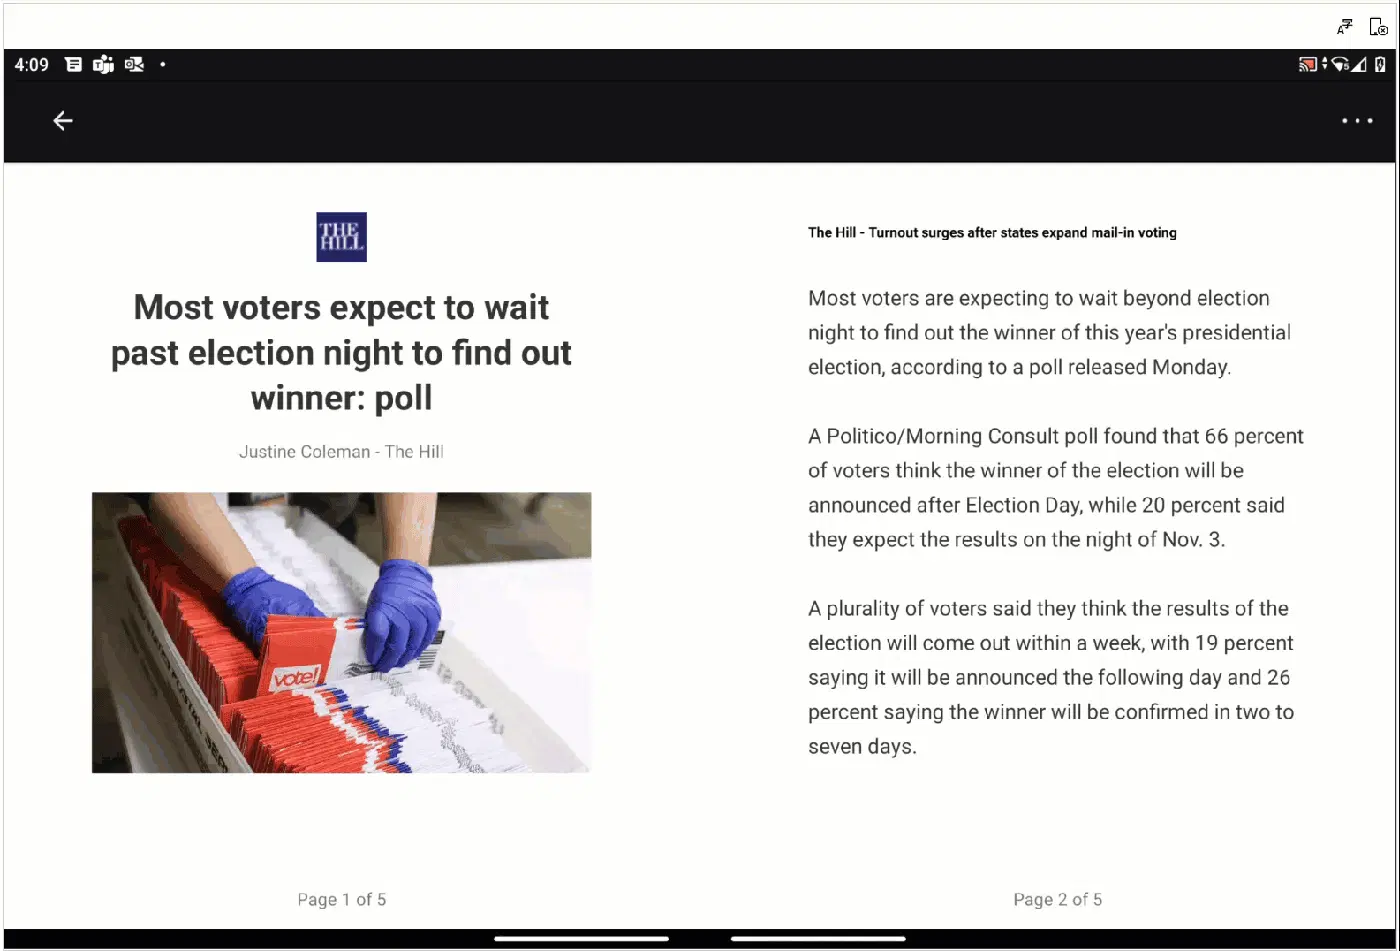 4:09
THE
HILL
Most voters expect to wait
past election night to find out
winner: poll
Justine Coleman - The Hill
vote!
Page 1 of 5
The Hill - Turnout surges after states expand mail-in voting
Most voters are expecting to wait beyond election
night to find out the winner of this year's presidential
election, according to a poll released Monday.
A Politico/Morning Consult poll found that 66 percent
of voters think the winner of the election will be
announced after Election Day, while 20 percent said
they expect the results on the night of Nov. 3.
A plurality of voters said they think the results of the
election will come out within a week, with 19 percent
saying it will be announced the following day and 26
percent saying the winner will be confirmed in two to
seven days.
Page 2 of 5